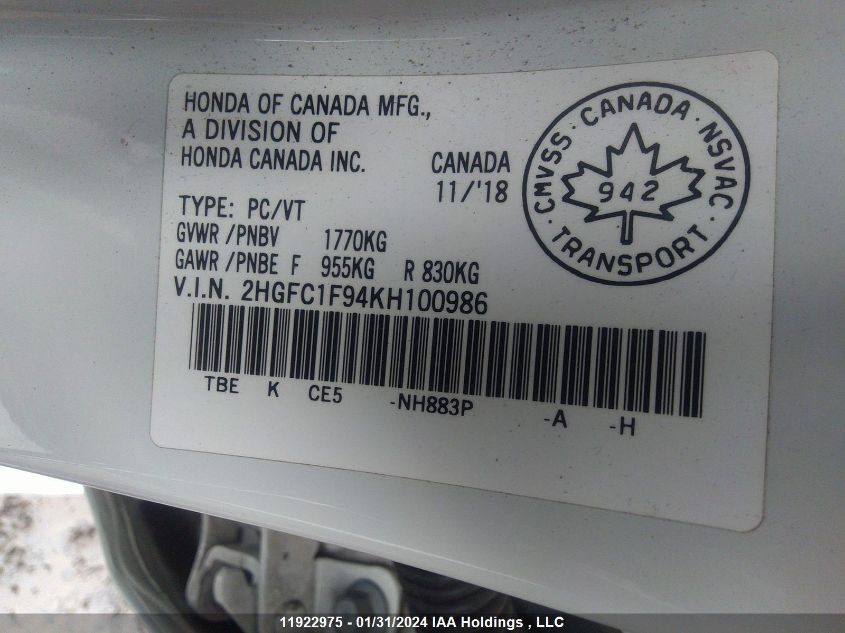 HONDA OF CANADA MFG.,
A DIVISION OF
HONDA CANADA INC. CANADA
11/'18
CMVSS · CANADA · NSVAC · TRANSPORT ·
942
TYPE: PC/VT
GVWR /PNBV 1770KG
GAWR /PNBE F 955KG R 830KG
V.I.N. 2HGFC1F94KH100986
TBE K CE5 -NH883P -A -H
11922975 - 01/31/2024 IAA Holdings , LLC